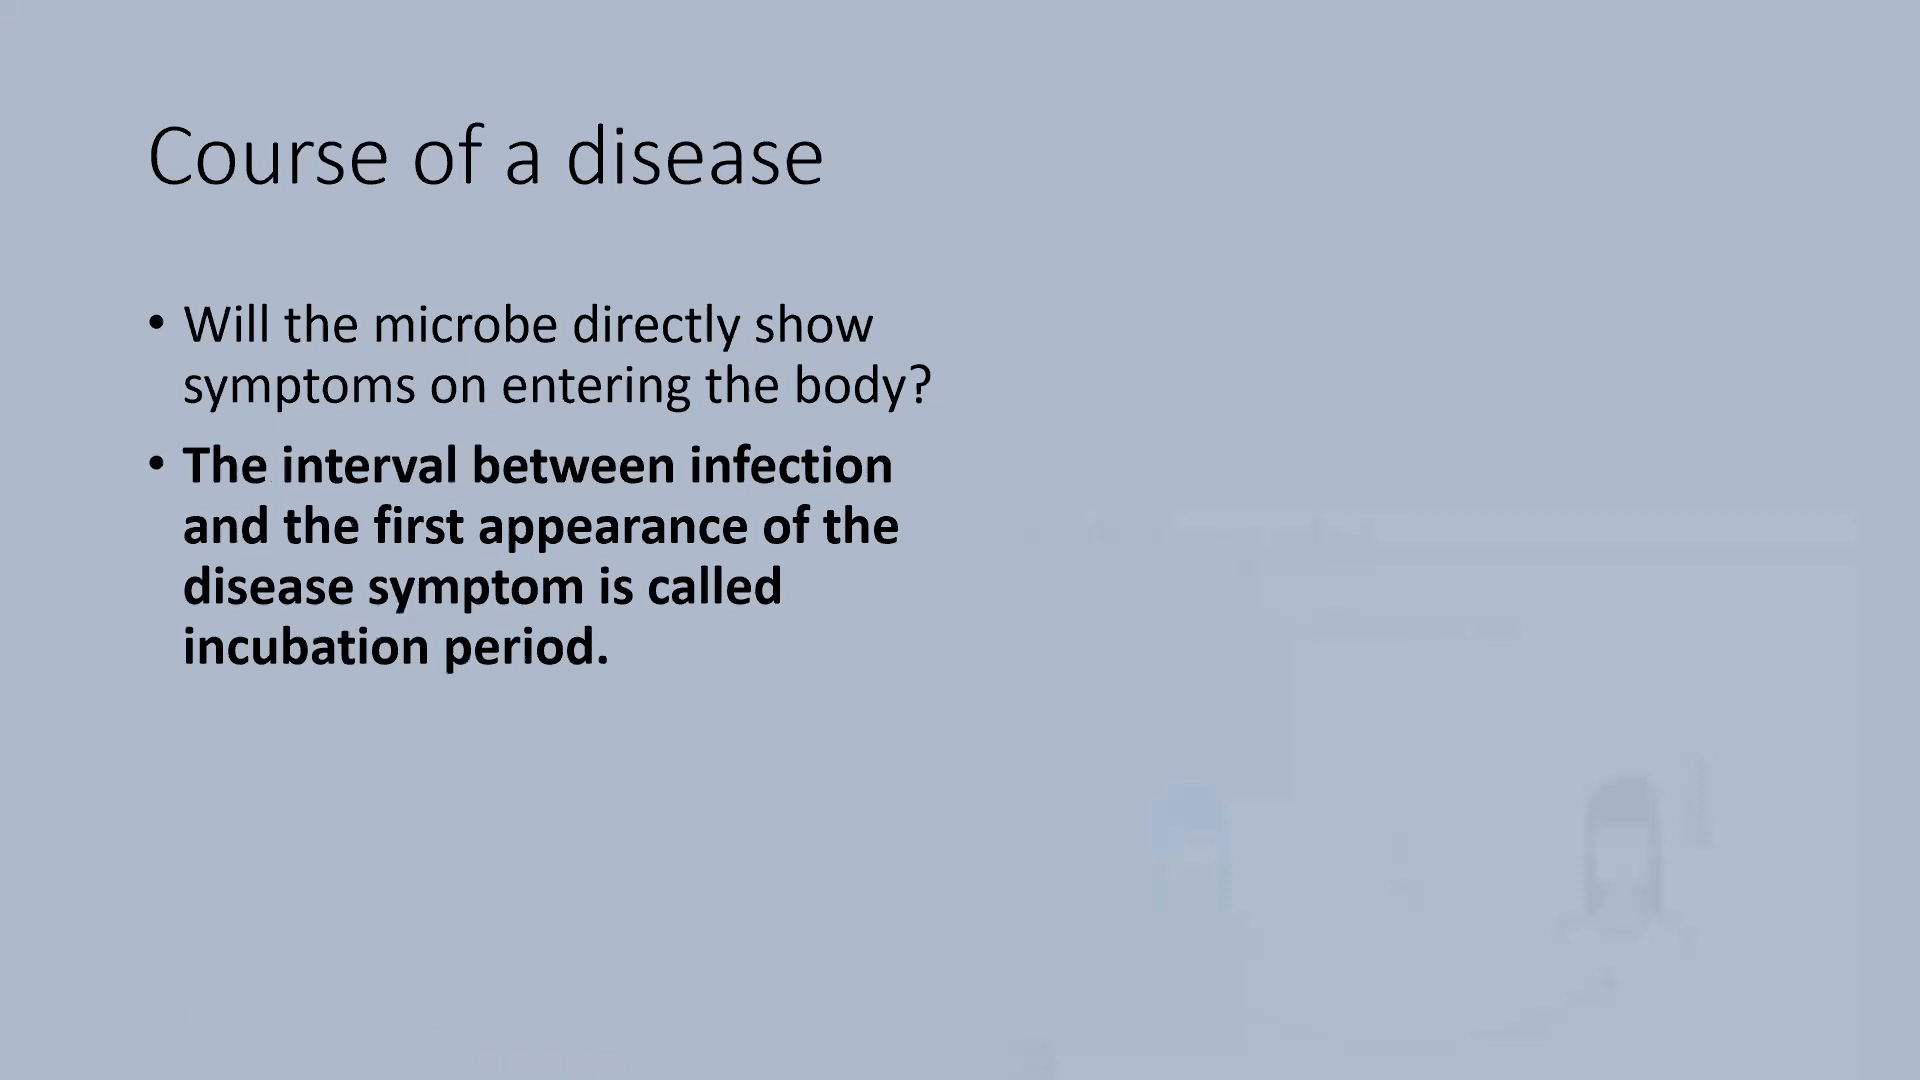 Course of a disease
• Will the microbe directly show
symptoms on entering the body?
• The interval between infection
and the first appearance of the
disease symptom is called
incubation period.